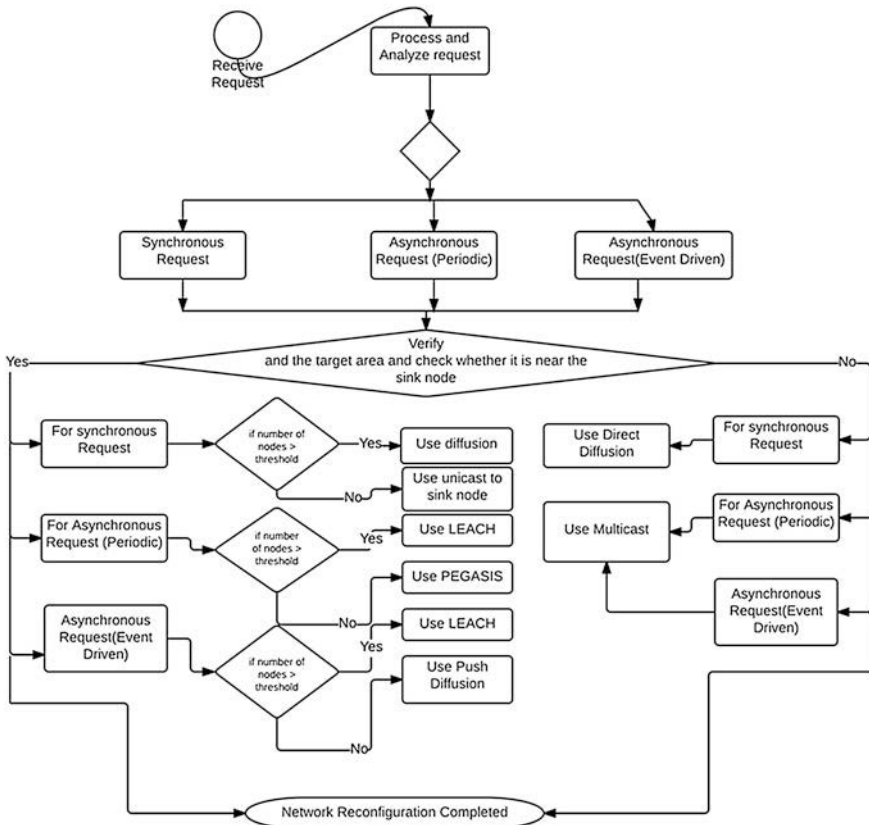 Receive
Request
Process and
Analyze request
Synchronous
Request
Asynchronous
Request (Periodic)
Asynchronous
Request(Event Driven)
Verify
and the target area and check whether it is near the
sink node
Yes
No
For synchronous
Request
if number of
nodes >
threshold
Yes
Use diffusion
No
Use unicast to
sink node
For Asynchronous
Request (Periodic)
if number
of nodes >
threshold
Yes
Use LEACH
No
Use PEGASIS
Asynchronous
Request(Event
Driven)
if number of
nodes >
threshold
Yes
Use LEACH
No
Use Push
Diffusion
For synchronous
Request
Use Direct
Diffusion
For Asynchronous
Request (Periodic)
Use Multicast
Asynchronous
Request(Event
Driven)
Network Reconfiguration Completed